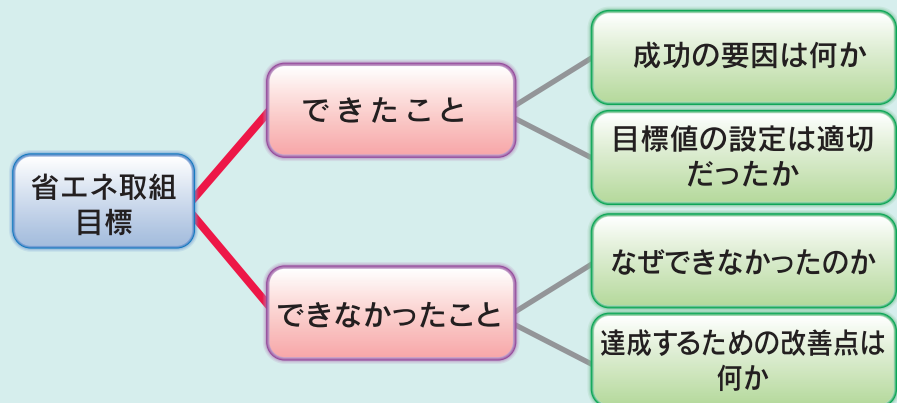 省エネ取組
目標
できたこと
成功の要因は何か
目標値の設定は適切
だったか
できなかったこと
なぜできなかったのか
達成するための改善点は
何か